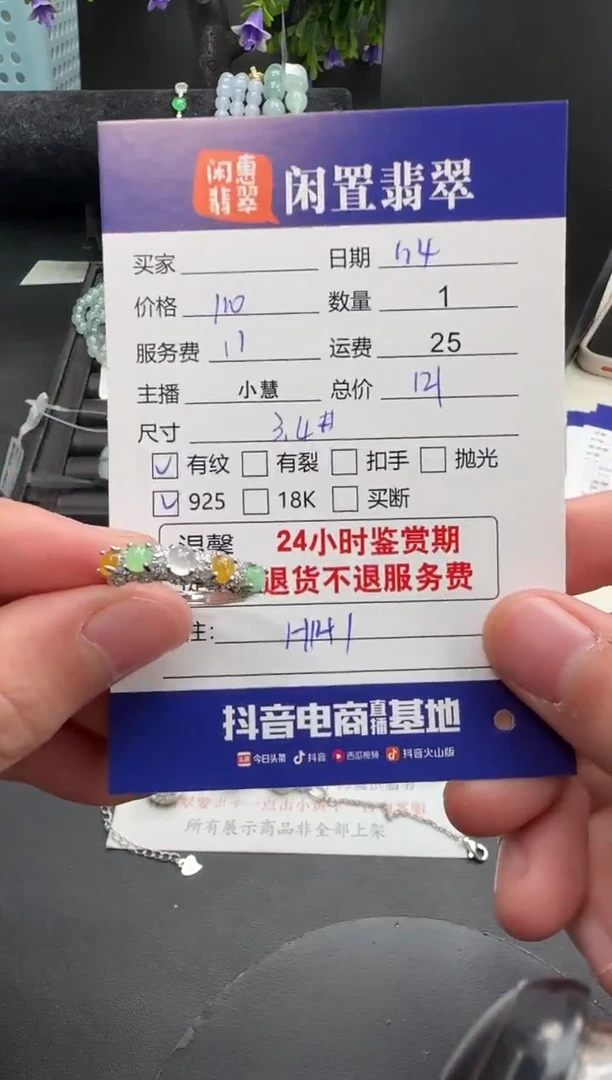 闲惠翡翠 闲置翡翠
买家 日期
价格 110 数量 1
服务费 11 运费 25
主播 小慧 总价 121
尺寸 3.4#
有纹 有裂 扣手 抛光
925 18K 买断
温馨 24小时鉴赏期
退货不退服务费
注:
抖音电商直播基地
头条 今日头条 抖音 西瓜视频 抖音火山版
所有展示商品非全部上架